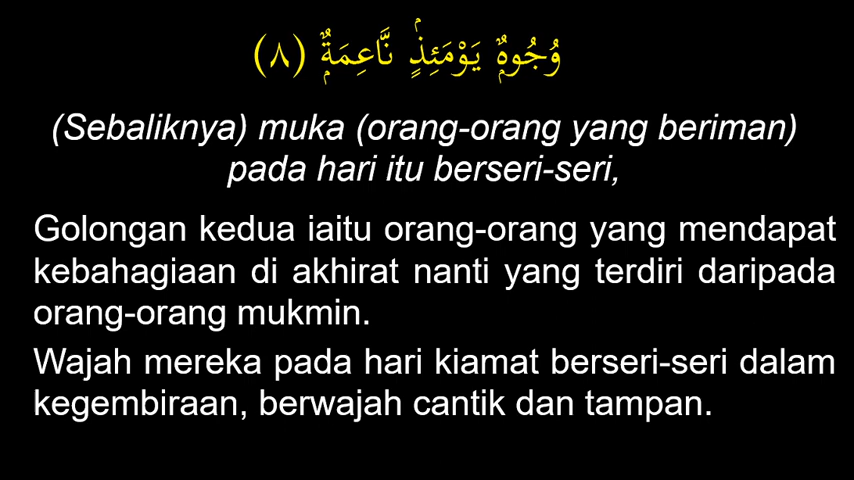 وُجُوهٌ يَوْمَئِذٍ نَّاعِمَةٌ (٨)
(Sebaliknya) muka (orang-orang yang beriman)
pada hari itu berseri-seri,
Golongan kedua iaitu orang-orang yang mendapat
kebahagiaan di akhirat nanti yang terdiri daripada
orang-orang mukmin.
Wajah mereka pada hari kiamat berseri-seri dalam
kegembiraan, berwajah cantik dan tampan.